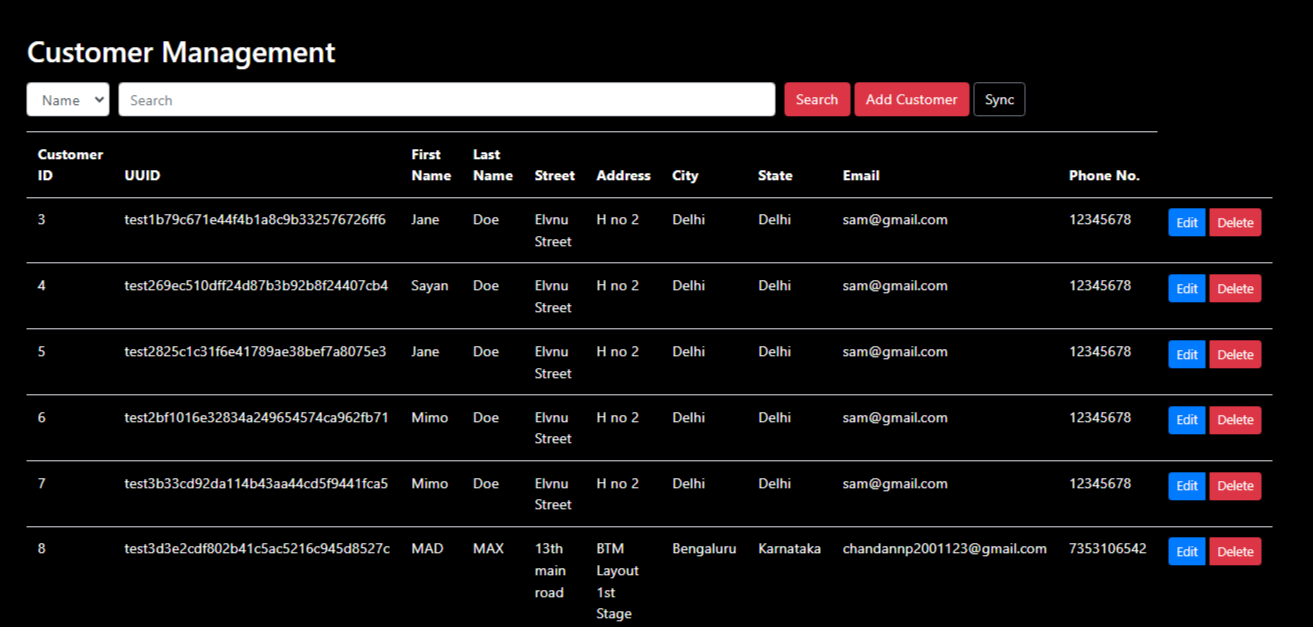 Customer Management
Name Search Search Add Customer Sync
Customer ID UUID First Name Last Name Street Address City State Email Phone No.
3 test1b79c671e44f4b1a8c9b332576726ff6 Jane Doe Elvnu Street H no 2 Delhi Delhi sam@gmail.com 12345678 Edit Delete
4 test269ec510dff24d87b3b92b8f24407cb4 Sayan Doe Elvnu Street H no 2 Delhi Delhi sam@gmail.com 12345678 Edit Delete
5 test2825c1c31f6e41789ae38bef7a8075e3 Jane Doe Elvnu Street H no 2 Delhi Delhi sam@gmail.com 12345678 Edit Delete
6 test2bf1016e32834a249654574ca962fb71 Mimo Doe Elvnu Street H no 2 Delhi Delhi sam@gmail.com 12345678 Edit Delete
7 test3b33cd92da114b43aa44cd5f9441fca5 Mimo Doe Elvnu Street H no 2 Delhi Delhi sam@gmail.com 12345678 Edit Delete
8 test3d3e2cdf802b41c5ac5216c945d8527c MAD MAX 13th main road BTM Layout 1st Stage Bengaluru Karnataka chandannp2001123@gmail.com 7353106542 Edit Delete